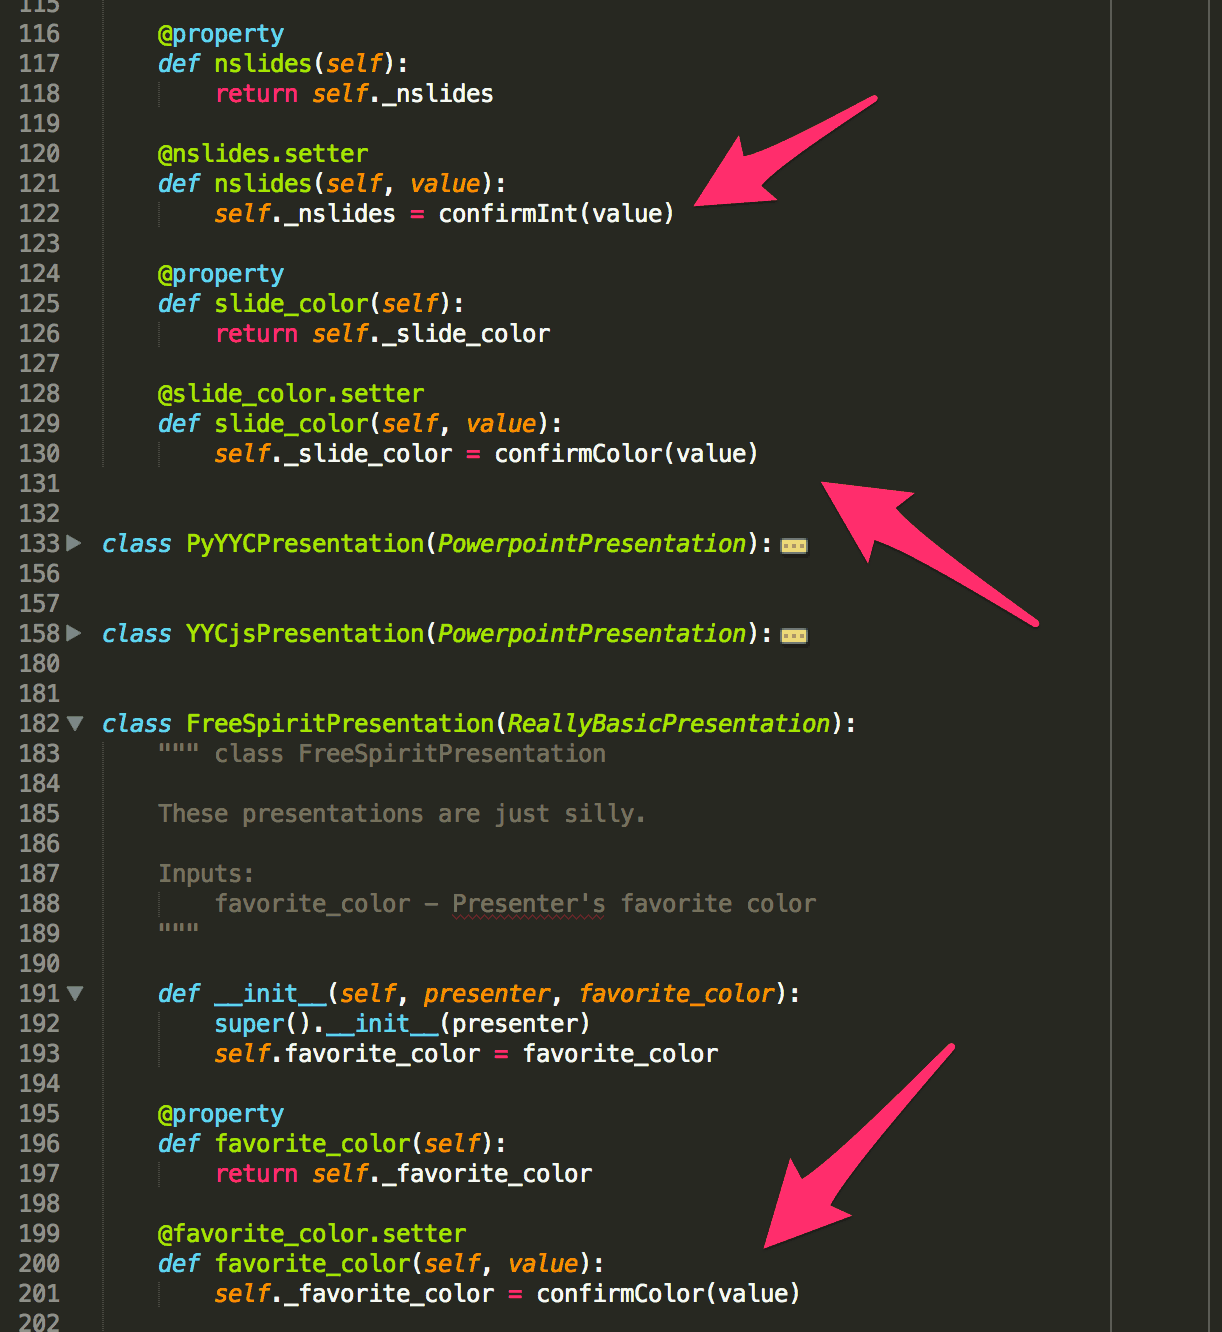 115
116 @property
117 def nslides(self):
118 return self._nslides
119
120 @nslides.setter
121 def nslides(self, value):
122 self._nslides = confirmInt(value)
123
124 @property
125 def slide_color(self):
126 return self._slide_color
127
128 @slide_color.setter
129 def slide_color(self, value):
130 self._slide_color = confirmColor(value)
131
132
133 class PyYYCPresentation(PowerpointPresentation):
156
157
158 class YYCjsPresentation(PowerpointPresentation):
180
181
182 class FreeSpiritPresentation(ReallyBasicPresentation):
183 """ class FreeSpiritPresentation
184
185 These presentations are just silly.
186
187 Inputs:
188 favorite_color – Presenter's favorite color
189 """
190
191 def __init__(self, presenter, favorite_color):
192 super().__init__(presenter)
193 self.favorite_color = favorite_color
194
195 @property
196 def favorite_color(self):
197 return self._favorite_color
198
199 @favorite_color.setter
200 def favorite_color(self, value):
201 self._favorite_color = confirmColor(value)
202